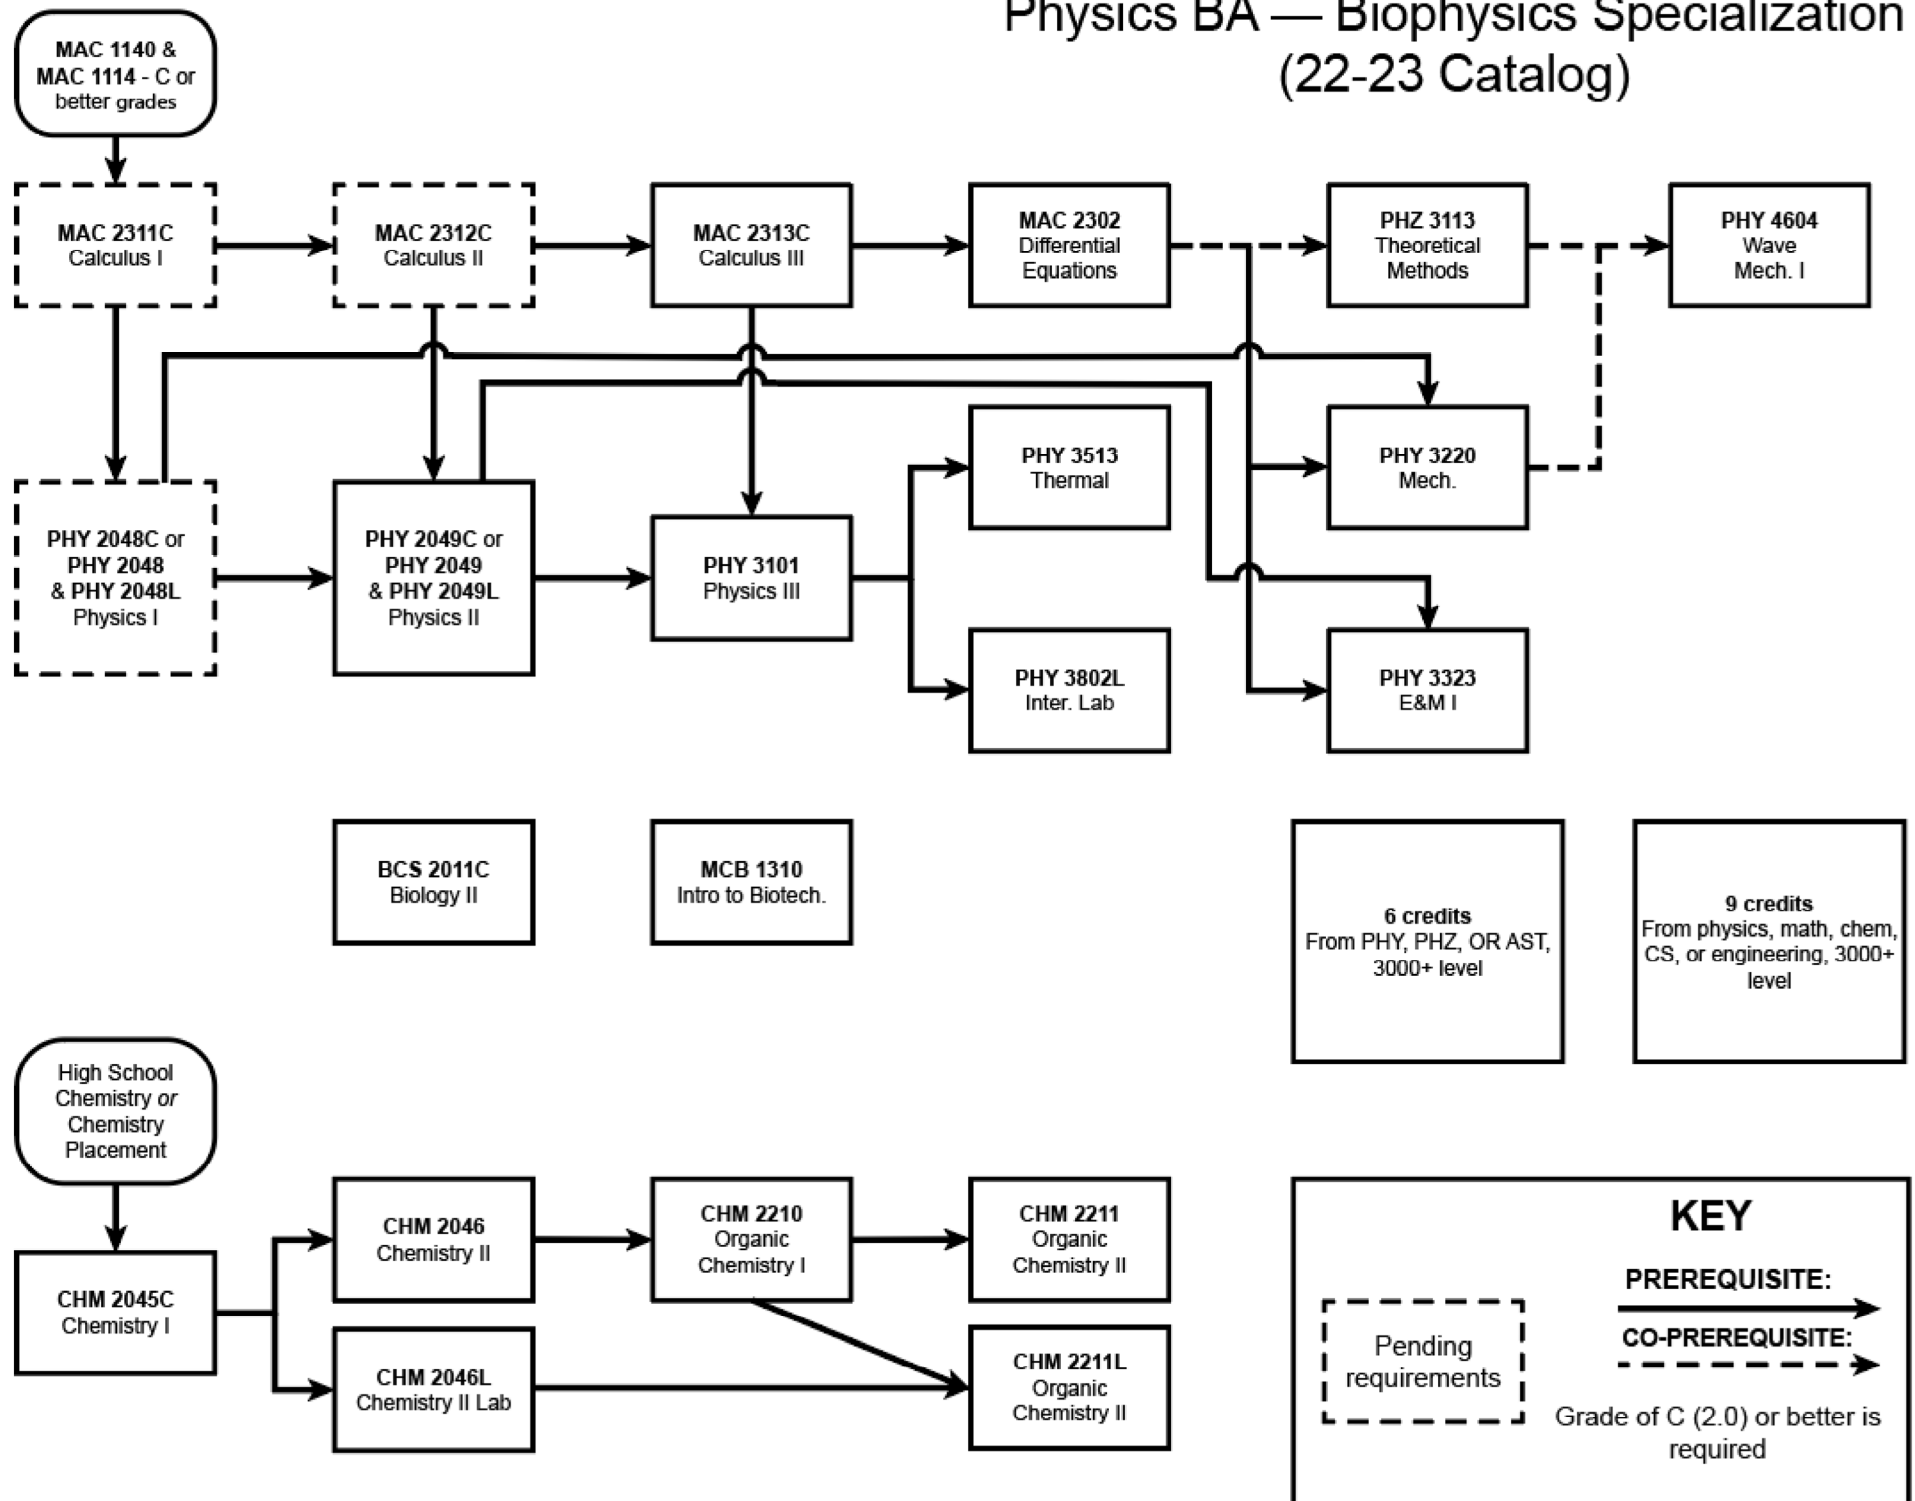 Physics BA — Biophysics Specialization
(22-23 Catalog)
MAC 1140 &
MAC 1114 - C or
better grades
MAC 2311C
Calculus I
MAC 2312C
Calculus II
MAC 2313C
Calculus III
MAC 2302
Differential
Equations
PHZ 3113
Theoretical
Methods
PHY 4604
Wave
Mech. I
PHY 3513
Thermal
PHY 3220
Mech.
PHY 2048C or
PHY 2048
& PHY 2048L
Physics I
PHY 2049C or
PHY 2049
& PHY 2049L
Physics II
PHY 3101
Physics III
PHY 3802L
Inter. Lab
PHY 3323
E&M I
BCS 2011C
Biology II
MCB 1310
Intro to Biotech.
6 credits
From PHY, PHZ, OR AST,
3000+ level
9 credits
From physics, math, chem,
CS, or engineering, 3000+
level
High School
Chemistry or
Chemistry
Placement
CHM 2045C
Chemistry I
CHM 2046
Chemistry II
CHM 2210
Organic
Chemistry I
CHM 2211
Organic
Chemistry II
CHM 2046L
Chemistry II Lab
CHM 2211L
Organic
Chemistry II
KEY
PREREQUISITE:
CO-PREREQUISITE:
Pending
requirements
Grade of C (2.0) or better is
required